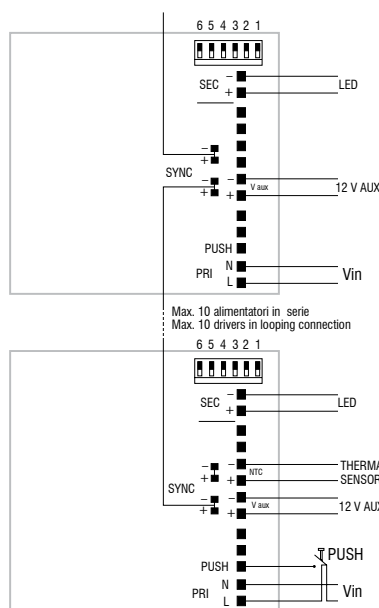 6 5 4 3 2 1
−
SEC
+
LED
−
+
SYNC
−
+
−
+
V aux
12 V AUX
PUSH
PRI
N
L
Vin
Max. 10 alimentatori in serie
Max. 10 drivers in looping connection
6 5 4 3 2 1
SEC
−
+
LED
−
+
−
+
NTC
THERMA
SENSOR
SYNC
−
+
−
+
V aux
12 V AUX
PUSH
PUSH
PRI
N
L
Vin